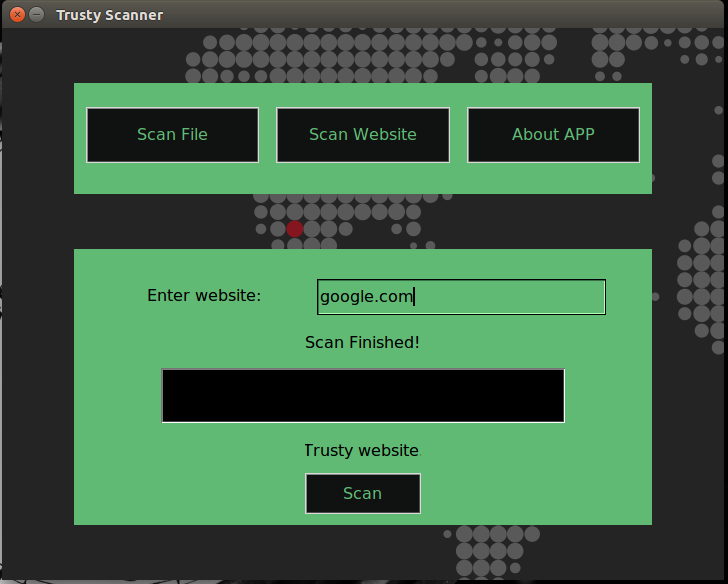 Trusty Scanner
Scan File
Scan Website
About APP
Enter website:
google.com
Scan Finished!
Trusty website.
Scan